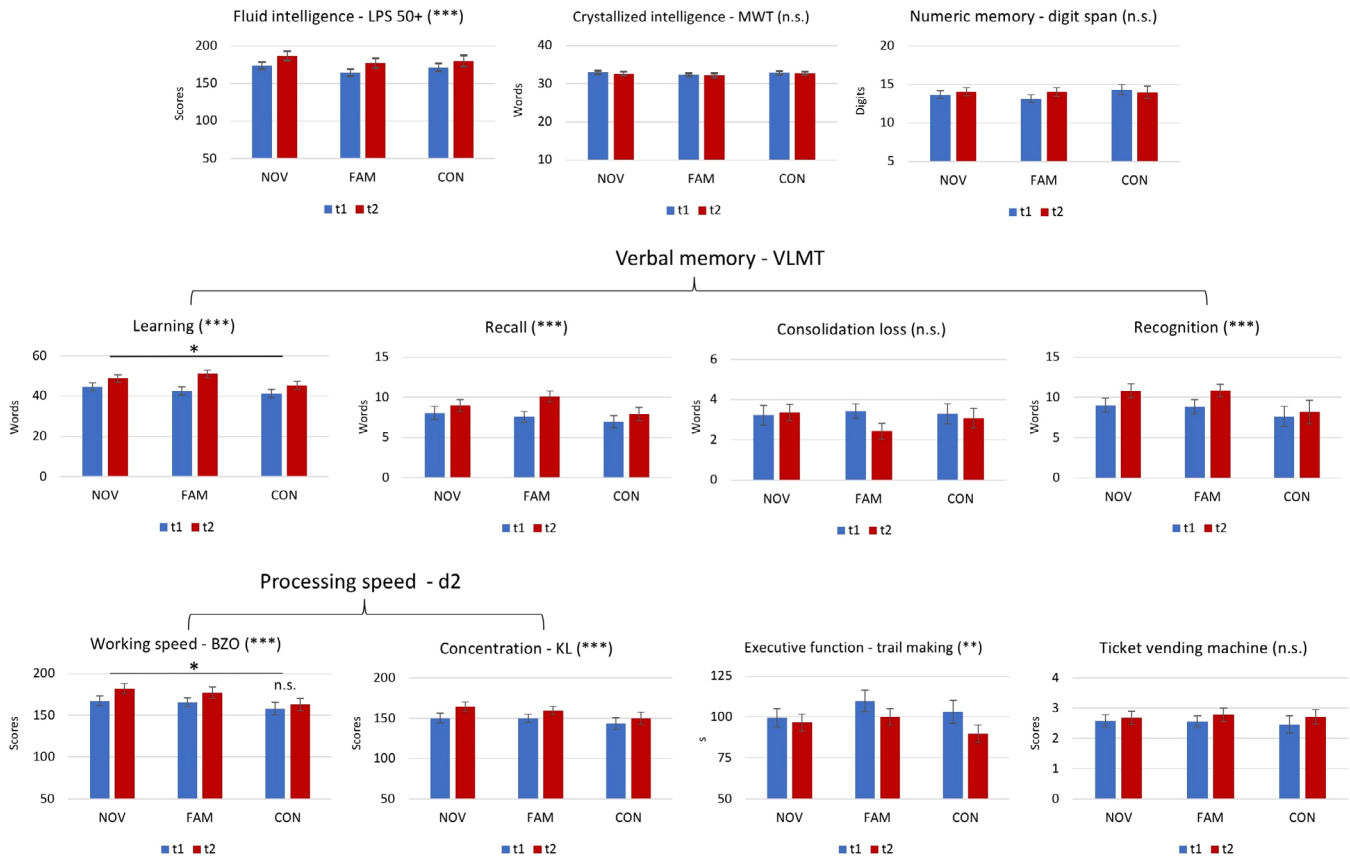 Fluid intelligence - LPS 50+ (***)
200
150
100
50
Scores
NOV FAM CON
t1 t2
Crystallized intelligence - MWT (n.s.)
40
30
20
10
Words
NOV FAM CON
t1 t2
Numeric memory - digit span (n.s.)
20
15
10
5
Digits
NOV FAM CON
t1 t2
Verbal memory - VLMT
Learning (***)
*
60
40
20
0
Words
NOV FAM CON
t1 t2
Recall (***)
15
10
5
0
Words
NOV FAM CON
t1 t2
Consolidation loss (n.s.)
6
4
2
0
Words
NOV FAM CON
t1 t2
Recognition (***)
15
10
5
0
Words
NOV FAM CON
t1 t2
Processing speed - d2
Working speed - BZO (***)
*
n.s.
200
150
100
50
Scores
NOV FAM CON
t1 t2
Concentration - KL (***)
200
150
100
50
Scores
NOV FAM CON
t1 t2
Executive function - trail making (**)
125
100
75
50
s
NOV FAM CON
t1 t2
Ticket vending machine (n.s.)
4
3
2
1
0
Scores
NOV FAM CON
t1 t2